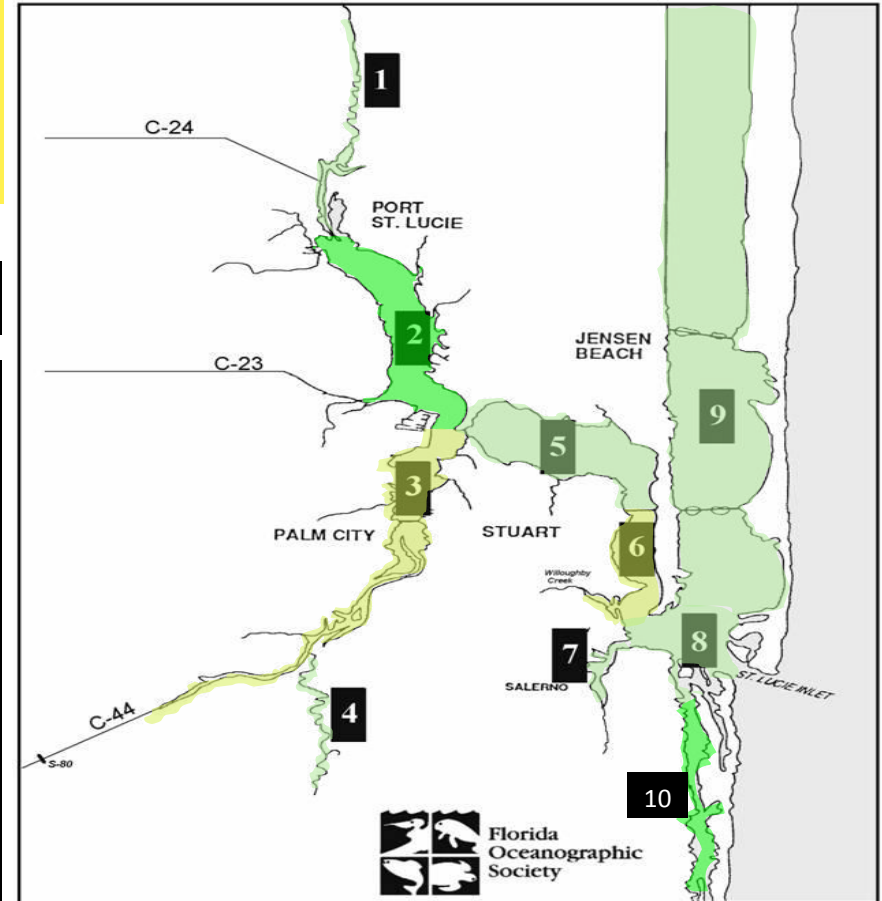 1
C-24
PORT
ST. LUCIE
2
JENSEN
BEACH
C-23
9
5
3
PALM CITY
STUART
6
Willoughby
Creek
7
8
SALERNO
ST. LUCIE INLET
4
C-44
S-80
10
Florida
Oceanographic
Society